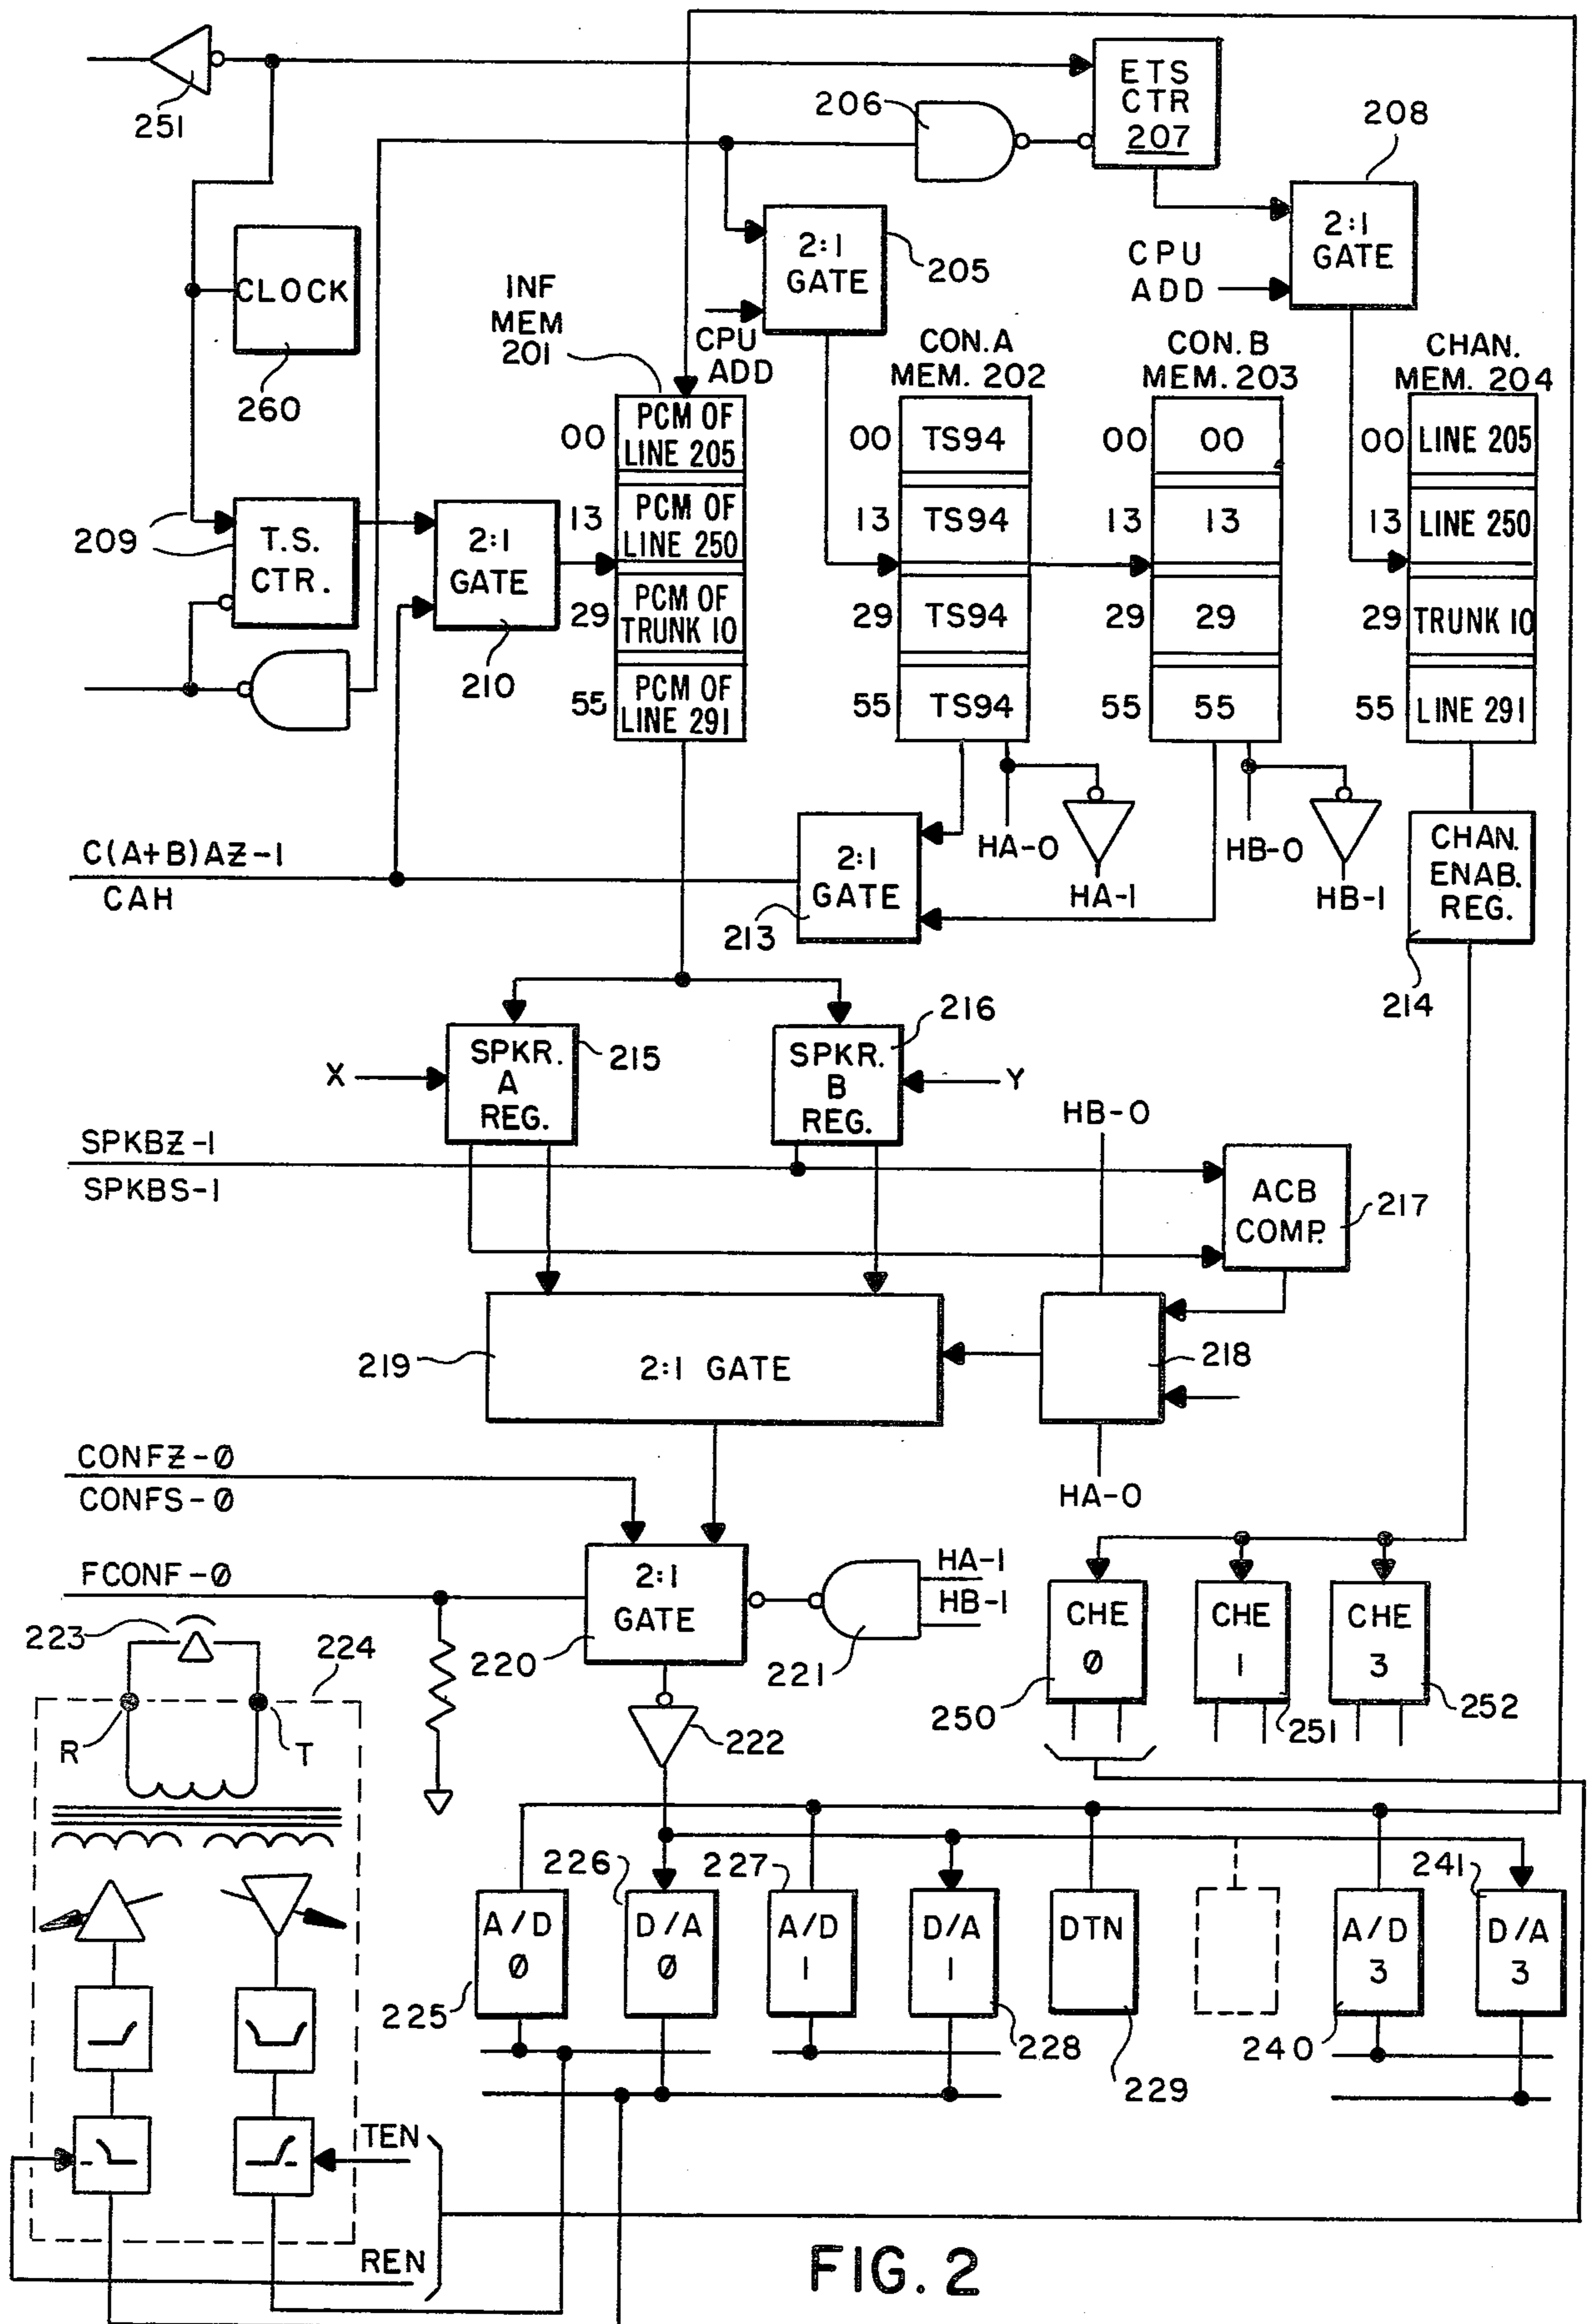 251
ETS
CTR
207
206
208
2:1
GATE
205
2:1
GATE
CPU
ADD
CLOCK
260
INF
MEM
201
CPU
ADD
CON. A
MEM. 202
CON. B
MEM. 203
CHAN.
MEM. 204
00
PCM OF
LINE 205
00
TS94
00
00
00
LINE 205
209
T.S.
CTR.
2:1
GATE
210
13
PCM OF
LINE 250
13
TS94
13
13
13
LINE 250
29
PCM OF
TRUNK 10
29
TS94
29
29
29
TRUNK 10
55
PCM OF
LINE 291
55
TS94
55
55
55
LINE 291
C(A+B)AZ-1
CAH
2:1
GATE
213
HA-0
HA-1
HB-0
HB-1
CHAN.
ENAB.
REG.
214
X
SPKR.
A
REG.
215
SPKR.
B
REG.
216
Y
HB-0
SPKBZ-1
SPKBS-1
ACB
COMP.
217
219
2:1 GATE
218
HA-0
CONFZ-Ø
CONFS-Ø
FCONF-Ø
2:1
GATE
220
HA-1
HB-1
221
CHE
Ø
250
CHE
1
251
CHE
3
252
223
224
R
T
222
226
227
241
A/D
Ø
225
D/A
Ø
A/D
1
D/A
1
228
DTN
229
A/D
3
240
D/A
3
TEN
REN
FIG. 2